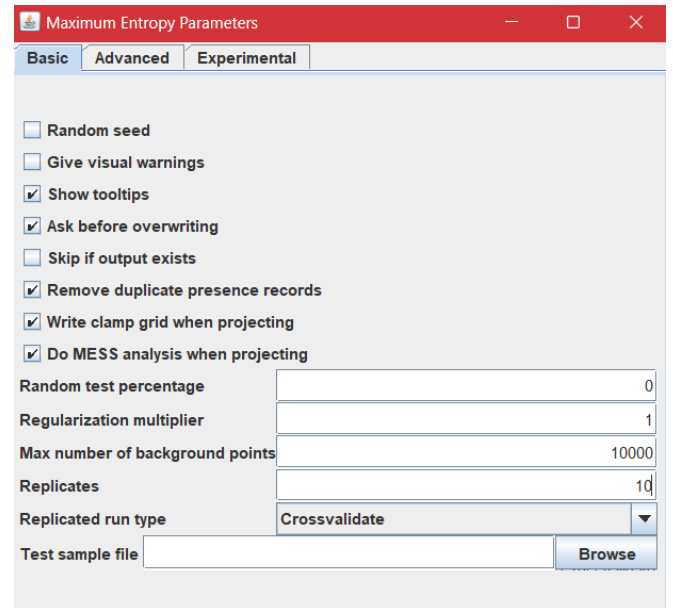 Maximum Entropy Parameters
Basic Advanced Experimental
Random seed
Give visual warnings
Show tooltips
Ask before overwriting
Skip if output exists
Remove duplicate presence records
Write clamp grid when projecting
Do MESS analysis when projecting
Random test percentage 0
Regularization multiplier 1
Max number of background points 10000
Replicates 10
Replicated run type Crossvalidate
Test sample file Browse